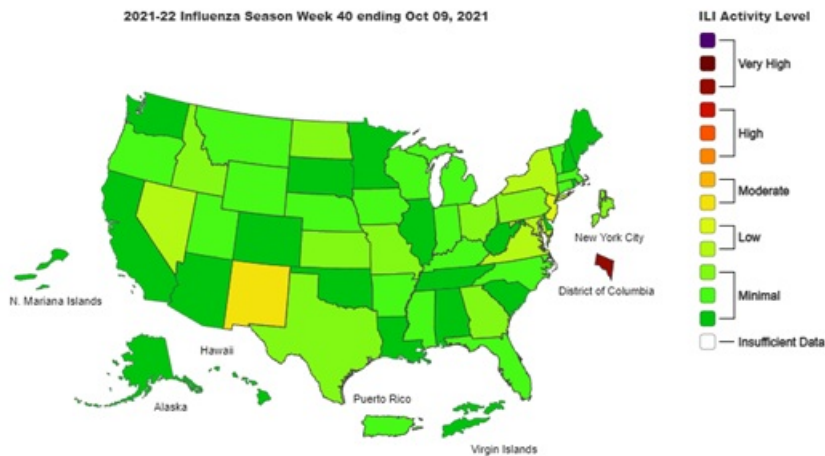 2021-22 Influenza Season Week 40 ending Oct 09, 2021
ILI Activity Level
Very High
High
Moderate
Low
Minimal
Insufficient Data
New York City
District of Columbia
N. Mariana Islands
Hawaii
Alaska
Puerto Rico
Virgin Islands